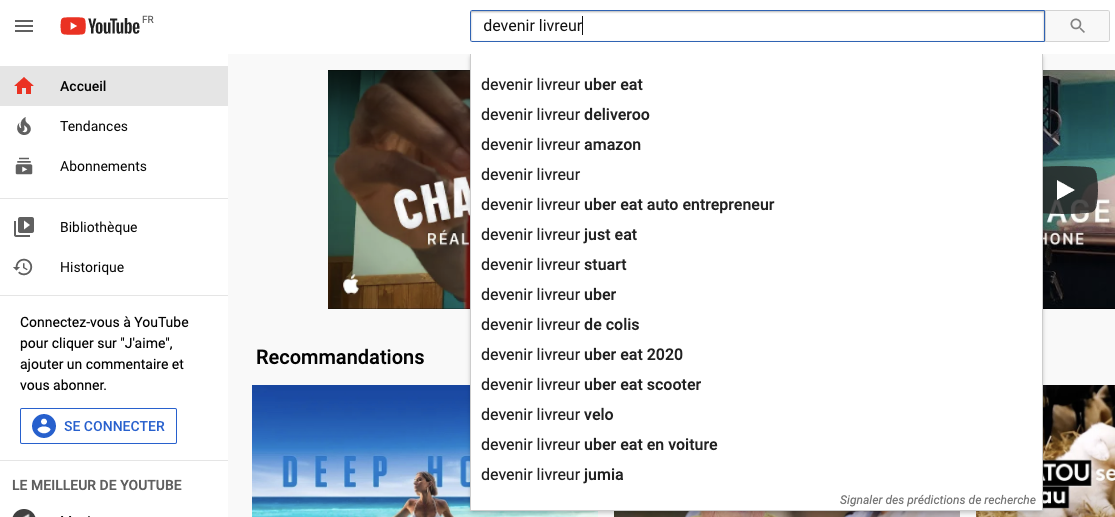 YouTube FR
devenir livreur
Accueil
Tendances
Abonnements
Bibliothèque
Historique
Connectez-vous à YouTube
pour cliquer sur "J'aime",
ajouter un commentaire et
vous abonner.
SE CONNECTER
LE MEILLEUR DE YOUTUBE
devenir livreur uber eat
devenir livreur deliveroo
devenir livreur amazon
devenir livreur
devenir livreur uber eat auto entrepreneur
devenir livreur just eat
devenir livreur stuart
devenir livreur uber
devenir livreur de colis
devenir livreur uber eat 2020
devenir livreur uber eat scooter
devenir livreur velo
devenir livreur uber eat en voiture
devenir livreur jumia
Signaler des prédictions de recherche
CHA
RÉAL
AGE
HONE
Recommandations
DEEP HO
ATOU se
au